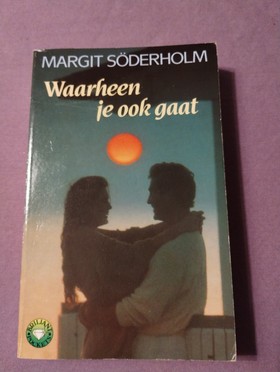 MARGIT SÖDERHOLM
Waarheen
je ook gaat